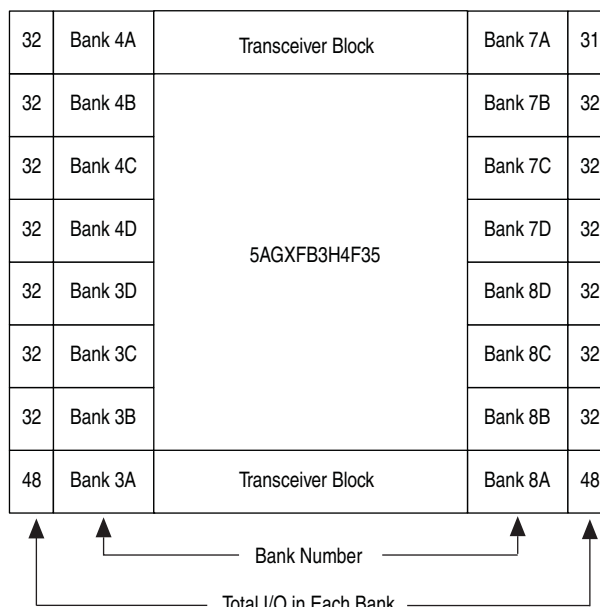 32 Bank 4A Transceiver Block Bank 7A 31
32 Bank 4B Bank 7B 32
32 Bank 4C Bank 7C 32
32 Bank 4D Bank 7D 32
5AGXFB3H4F35
32 Bank 3D Bank 8D 32
32 Bank 3C Bank 8C 32
32 Bank 3B Bank 8B 32
48 Bank 3A Transceiver Block Bank 8A 48
Bank Number
Total I/O in Each Bank